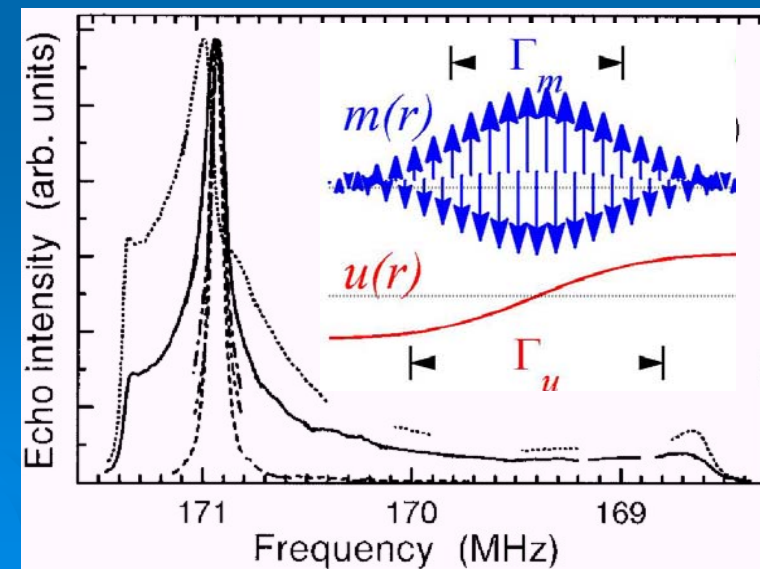 Echo intensity (arb. units)
Γm
m(r)
u(r)
Γu
171
170
169
Frequency (MHz)